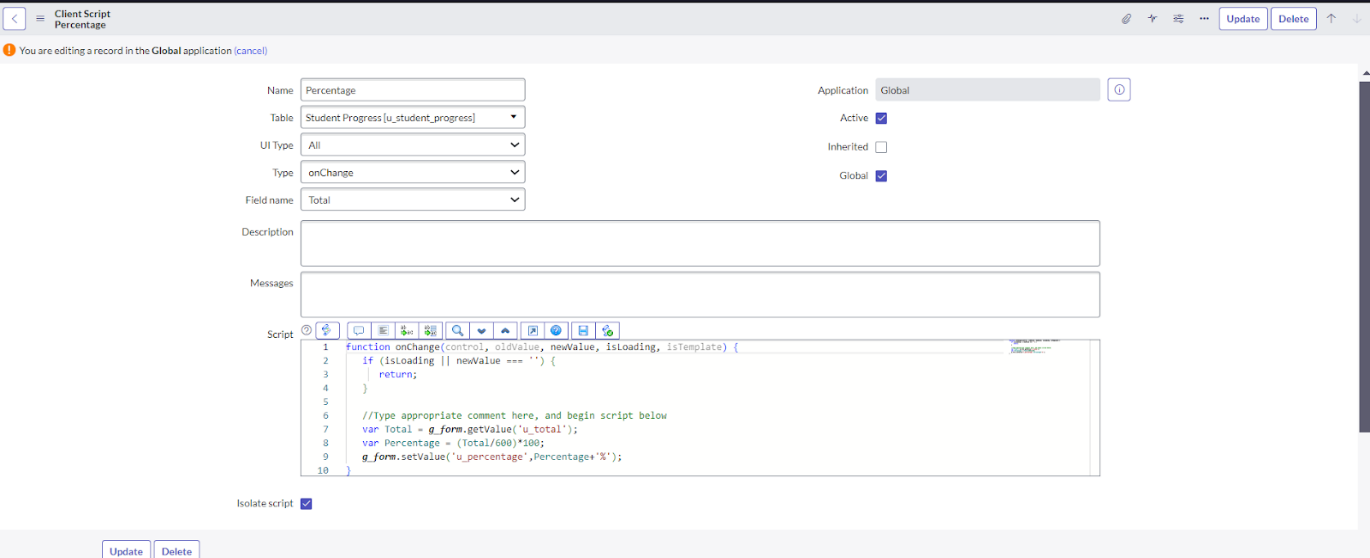 Client Script
Percentage
Update
Delete
You are editing a record in the Global application (cancel)
Name
Percentage
Application
Global
Table
Student Progress [u_student_progress]
Active
UI Type
All
Inherited
Type
onChange
Global
Field name
Total
Description
Messages
Script
1 function onChange(control, oldValue, newValue, isLoading, isTemplate) {
2 if (isLoading || newValue === '') {
3 return;
4 }
5
6 //Type appropriate comment here, and begin script below
7 var Total = g_form.getValue('u_total');
8 var Percentage = (Total/600)*100;
9 g_form.setValue('u_percentage',Percentage+'%');
10 }
Isolate script
Update
Delete